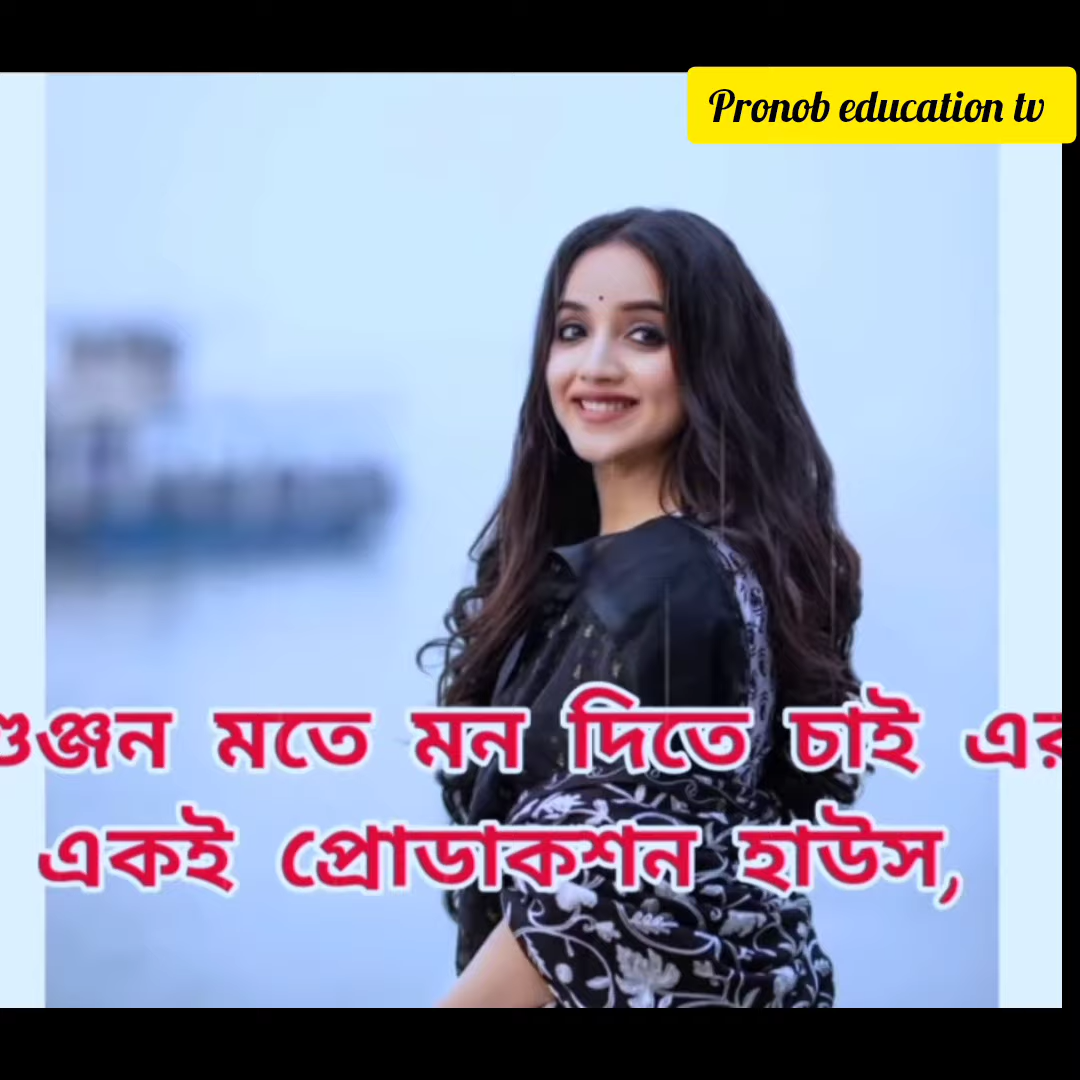 Pronob education tv
গুঞ্জন মতে মন দিতে চাই এর
একই প্রোডাকশন হাউস,